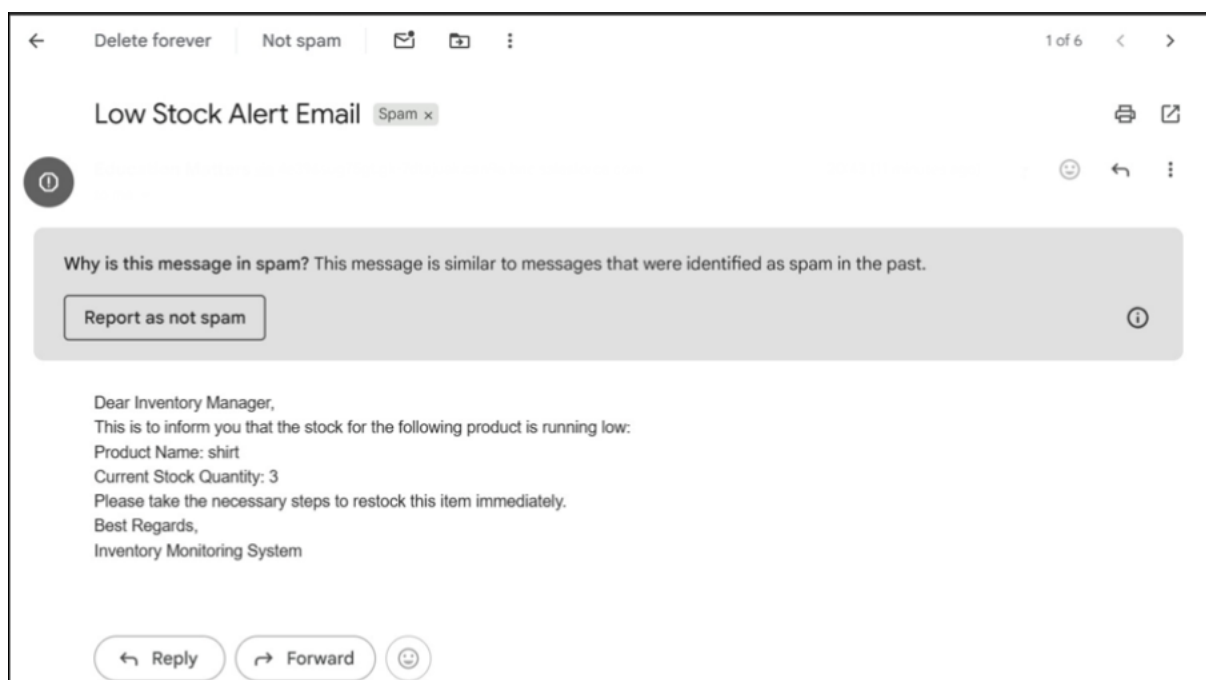 Delete forever Not spam 1 of 6
Low Stock Alert Email Spam x
Why is this message in spam? This message is similar to messages that were identified as spam in the past.
Report as not spam
Dear Inventory Manager,
This is to inform you that the stock for the following product is running low:
Product Name: shirt
Current Stock Quantity: 3
Please take the necessary steps to restock this item immediately.
Best Regards,
Inventory Monitoring System
Reply Forward